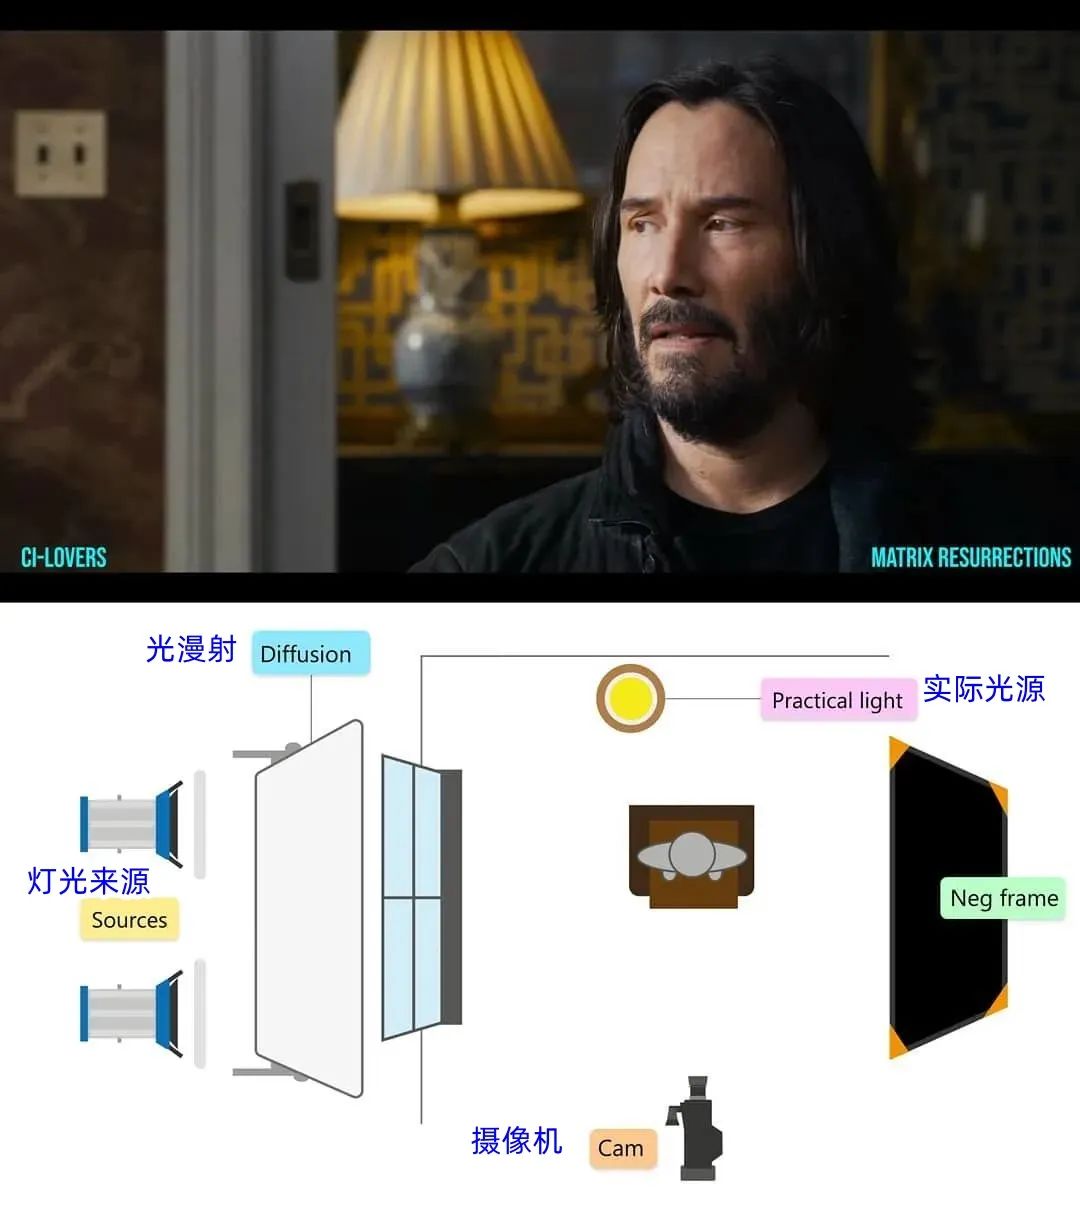 CI-LOVERS
MATRIX RESURRECTIONS
光漫射
Diffusion
Practical light
实际光源
灯光来源
Sources
Neg frame
摄像机
Cam